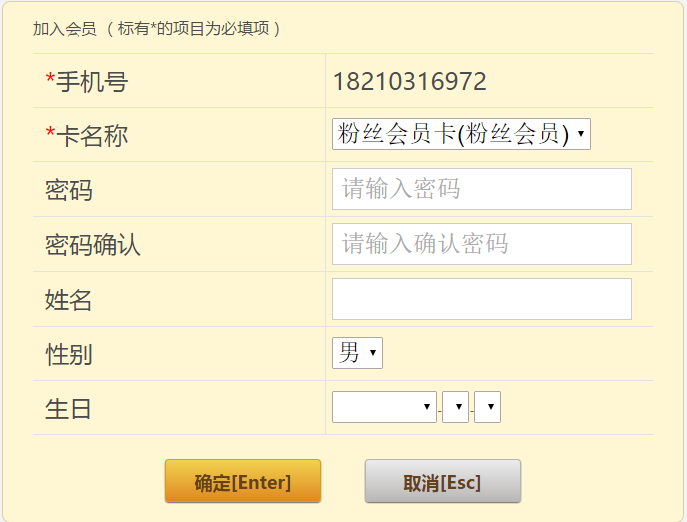 加入会员 ( 标有*的项目为必填项 )
*手机号 18210316972
*卡名称 粉丝会员卡(粉丝会员)
密码 请输入密码
密码确认 请输入确认密码
姓名
性别 男
生日 - -
确定[Enter] 取消[Esc]